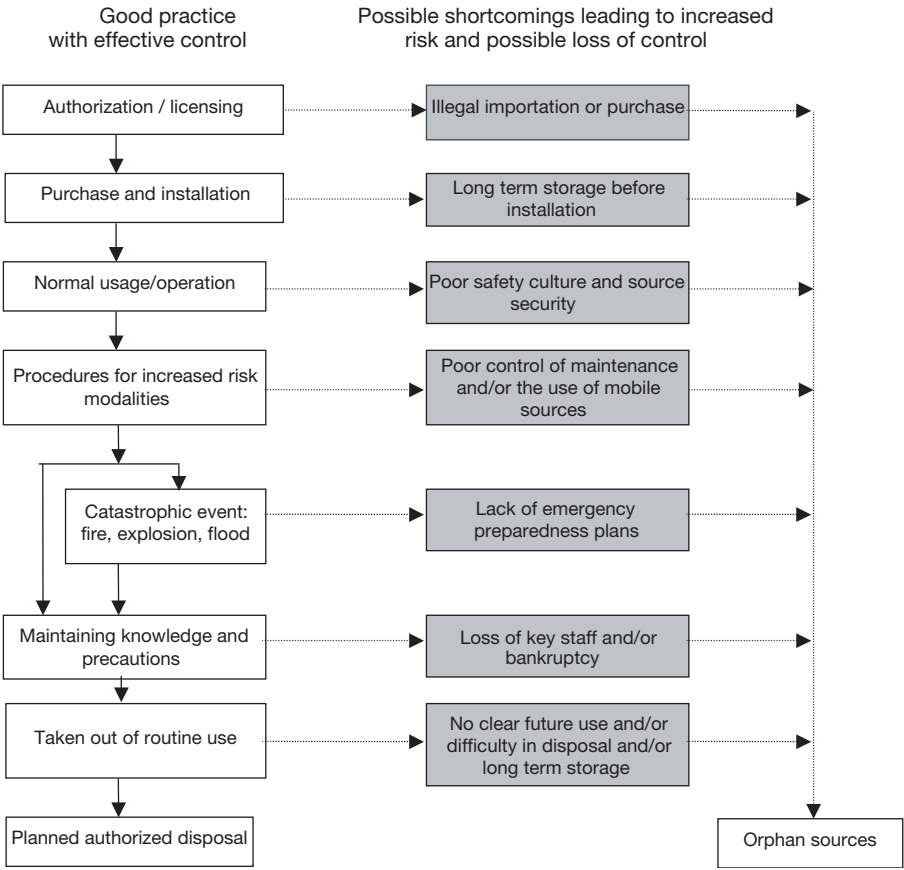 Good practice
with effective control
Possible shortcomings leading to increased
risk and possible loss of control
Authorization / licensing
Illegal importation or purchase
Purchase and installation
Long term storage before
installation
Normal usage/operation
Poor safety culture and source
security
Procedures for increased risk
modalities
Poor control of maintenance
and/or the use of mobile
sources
Catastrophic event:
fire, explosion, flood
Lack of emergency
preparedness plans
Maintaining knowledge and
precautions
Loss of key staff and/or
bankruptcy
Taken out of routine use
No clear future use and/or
difficulty in disposal and/or
long term storage
Planned authorized disposal
Orphan sources